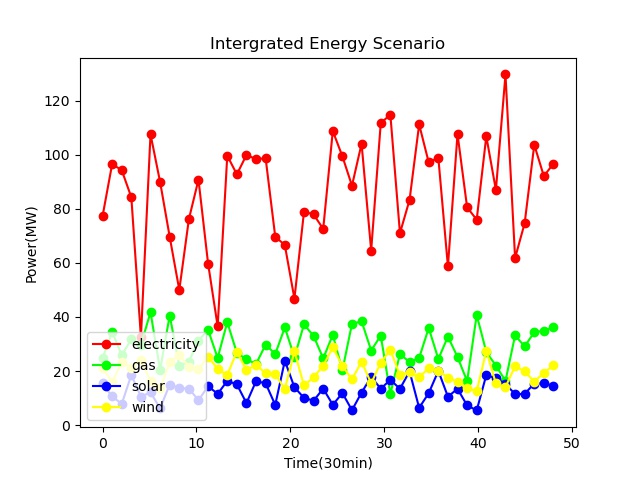 Intergrated Energy Scenario
Power(MW)
120
100
80
60
40
20
0
electricity
gas
solar
wind
0 10 20 30 40 50
Time(30min)